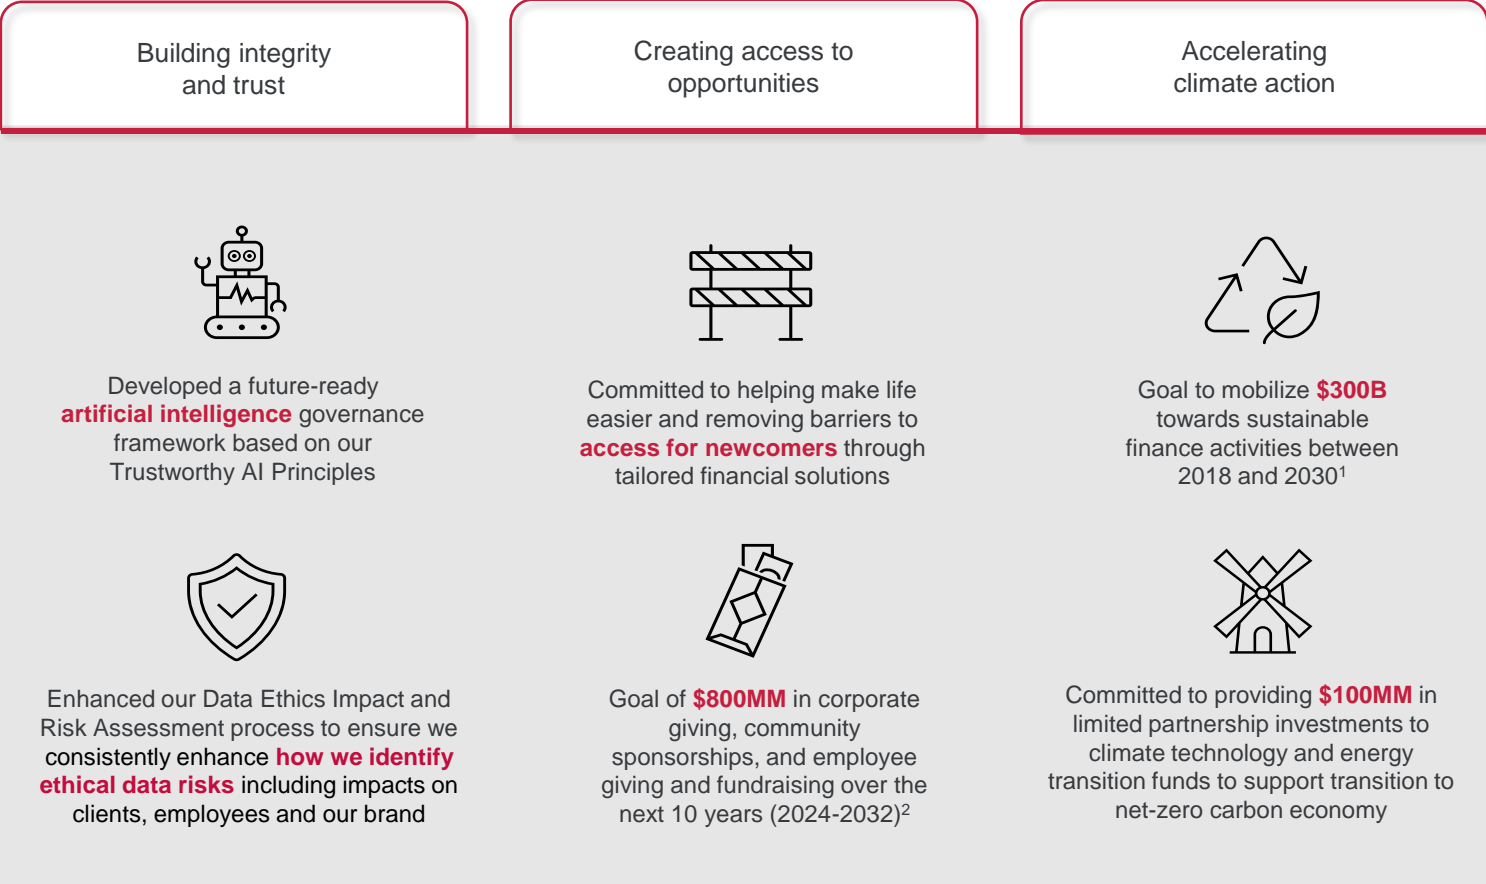 Building integrity
and trust
Creating access to
opportunities
Accelerating
climate action
Developed a future-ready
artificial intelligence governance
framework based on our
Trustworthy AI Principles
Committed to helping make life
easier and removing barriers to
access for newcomers through
tailored financial solutions
Goal to mobilize $300B
towards sustainable
finance activities between
2018 and 2030¹
Enhanced our Data Ethics Impact and
Risk Assessment process to ensure we
consistently enhance how we identify
ethical data risks including impacts on
clients, employees and our brand
Goal of $800MM in corporate
giving, community
sponsorships, and employee
giving and fundraising over the
next 10 years (2024-2032)²
Committed to providing $100MM in
limited partnership investments to
climate technology and energy
transition funds to support transition to
net-zero carbon economy